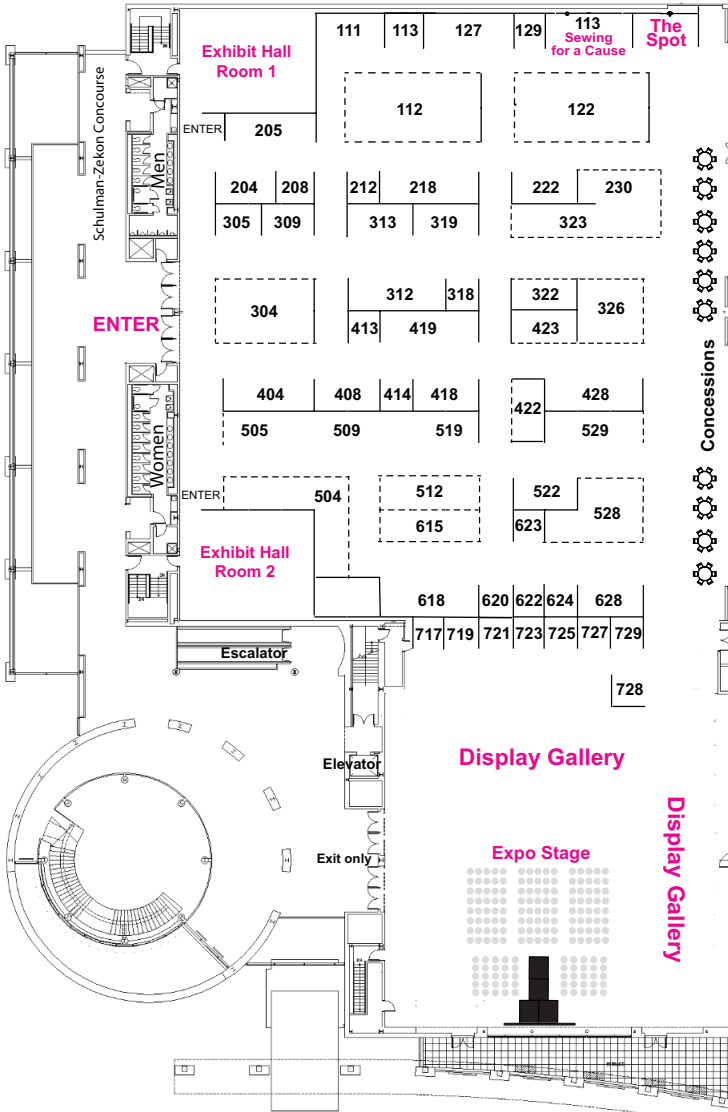 111
113
127
129
113
Sewing
for a Cause
The
Spot
Exhibit Hall
Room 1
112
122
ENTER
205
Schulman-Zekon Concourse
Men
204
208
212
218
222
230
305
309
313
319
323
304
312
318
322
326
ENTER
413
419
423
Concessions
404
408
414
418
422
428
505
509
519
529
Women
ENTER
504
512
522
528
615
623
Exhibit Hall
Room 2
618
620
622
624
628
717
719
721
723
725
727
729
Escalator
728
Elevator
Display Gallery
Display Gallery
Exit only
Expo Stage